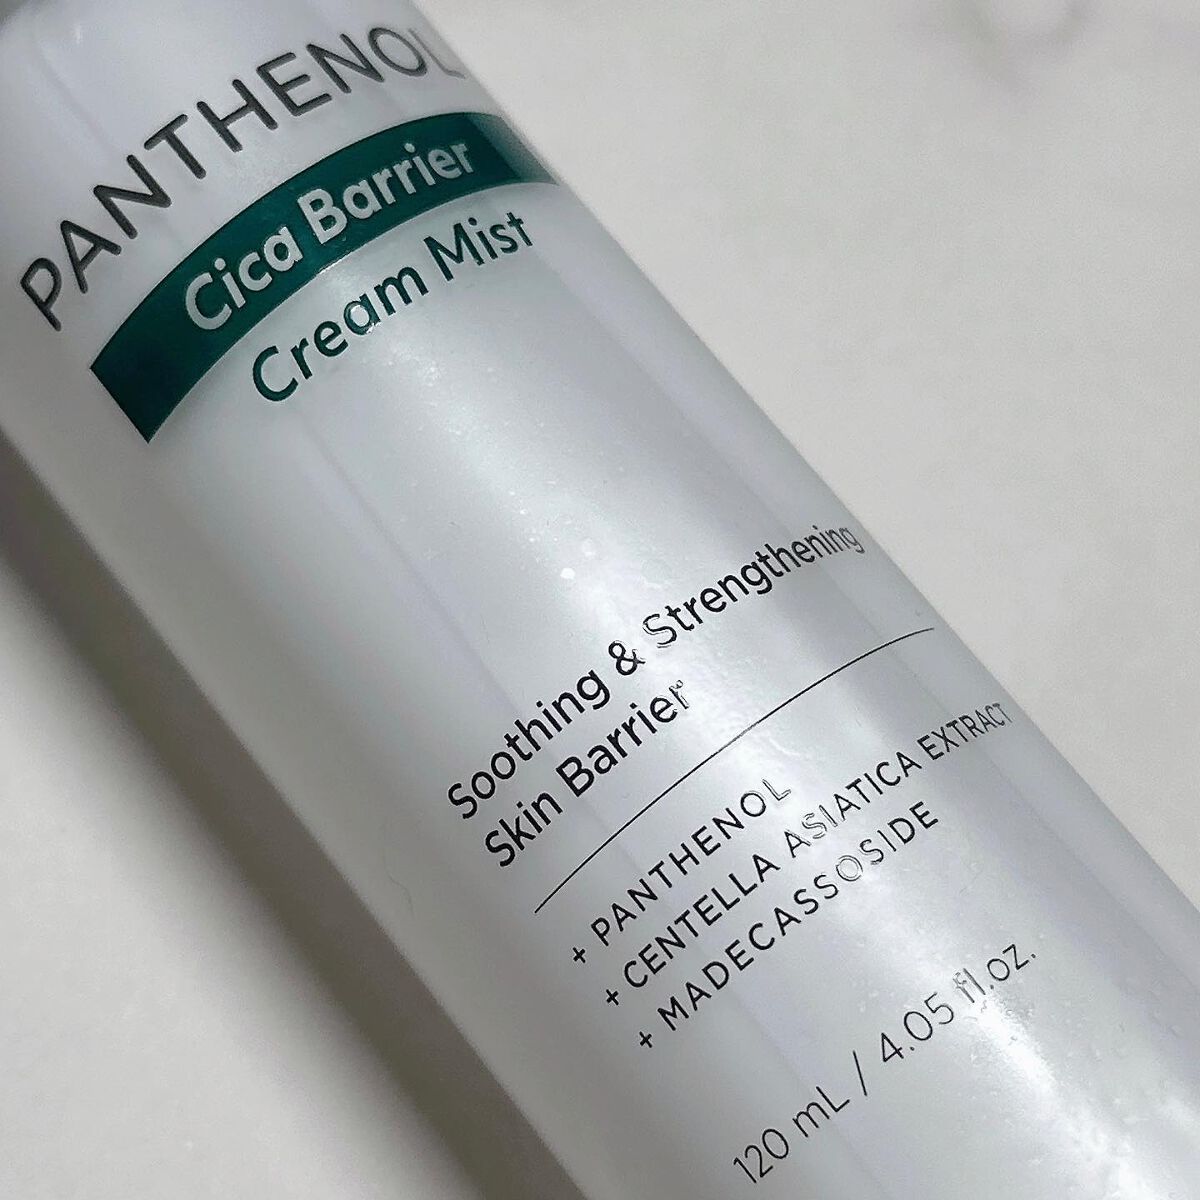 PANTHENOL
Cica Barrier
Cream Mist
Soothing & Strengthening
Skin Barrier
+ PANTHENOL
+ CENTELLA ASIATICA EXTRACT
+ MADECASSOSIDE
120 mL / 4.05 fl.oz.